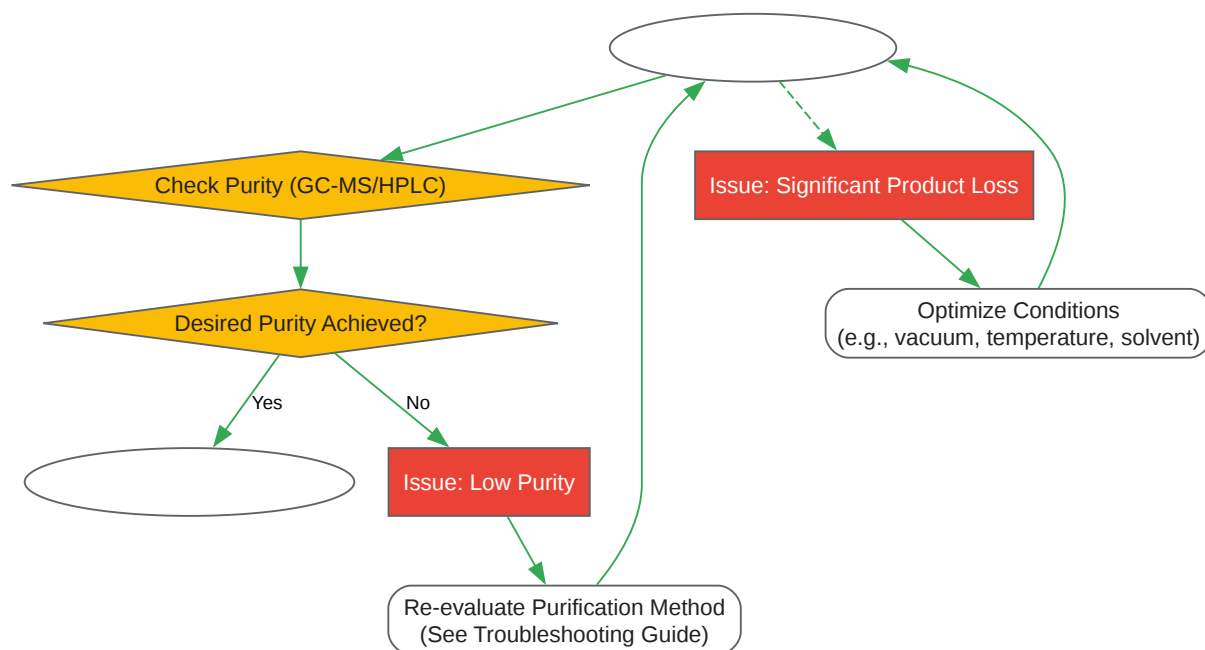 Check Purity (GC-MS/HPLC)
Issue: Significant Product Loss
Desired Purity Achieved?
Optimize Conditions
(e.g., vacuum, temperature, solvent)
Yes
No
Issue: Low Purity
Re-evaluate Purification Method
(See Troubleshooting Guide)